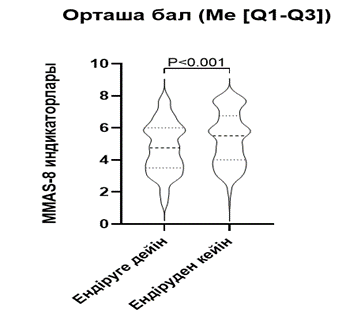 Орташа бал (Me [Q1-Q3])
P<0.001
10
8
6
4
2
0
MMAS-8 индикаторлары
Ендіруге дейін
Ендіруден кейін